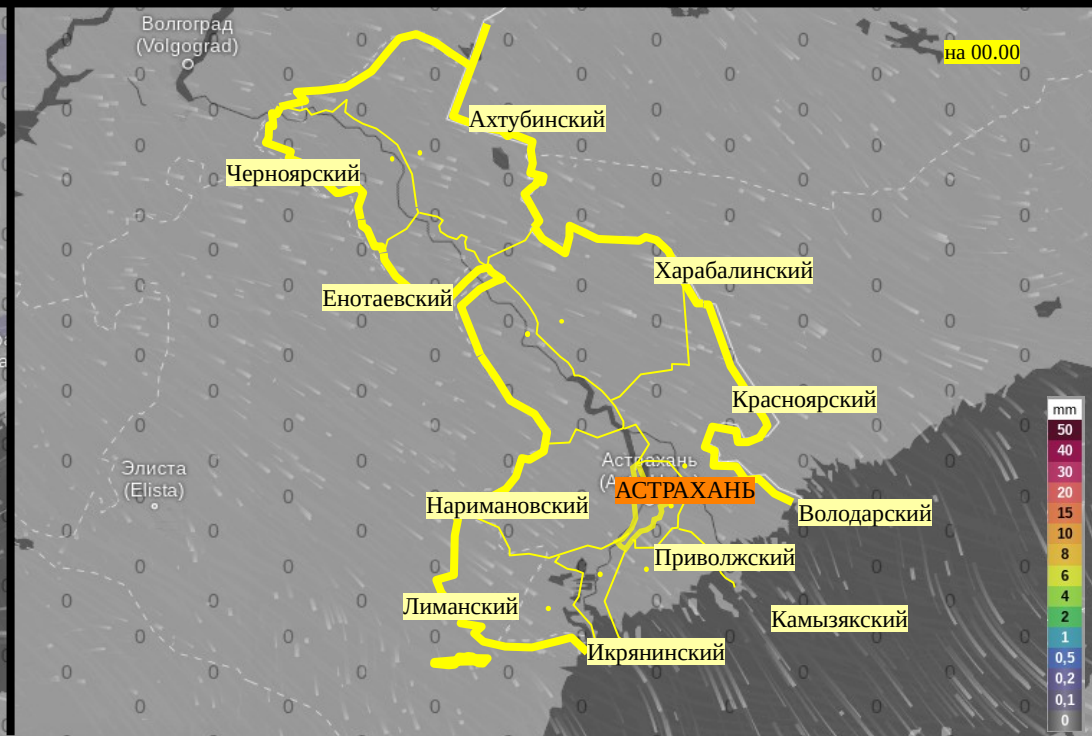 Волгоград
(Volgograd)
на 00.00
Ахтубинский
Черноярский
Харабалинский
Енотаевский
Красноярский
mm
50
40
30
20
15
10
8
6
4
2
1
0,5
0,2
0,1
0
Элиста
(Elista)
Астрахань
АСТРАХАНЬ
Наримановский
Володарский
Приволжский
Лиманский
Камызякский
Икрянинский